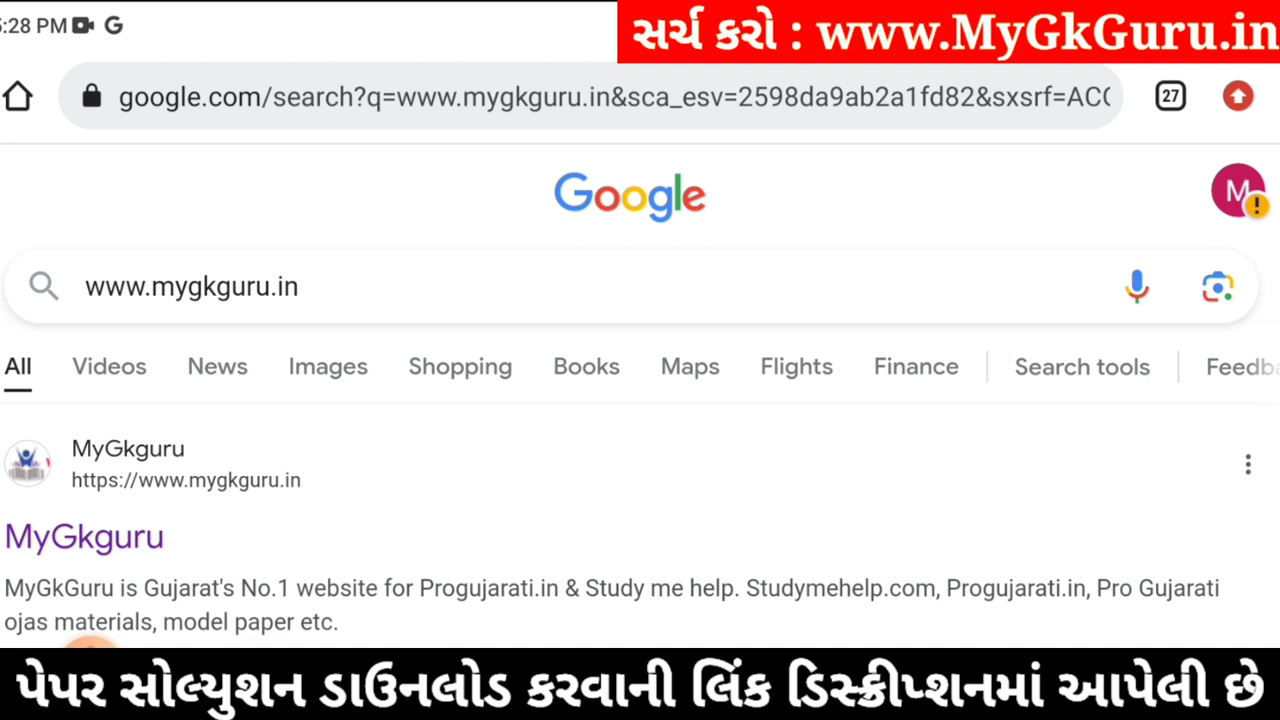 :28 PM
સર્ચ કરો : www.MyGkGuru.in
google.com/search?q=www.mygkguru.in&sca_esv=2598da9ab2a1fd82&sxsrf=AC
27
Google
M
www.mygkguru.in
All Videos News Images Shopping Books Maps Flights Finance Search tools Feedba
MyGkguru
https://www.mygkguru.in
MyGkguru
MyGkGuru is Gujarat's No.1 website for Progujarati.in & Study me help. Studymehelp.com, Progujarati.in, Pro Gujarati
ojas materials, model paper etc.
પેપર સોલ્યુશન ડાઉનલોડ કરવાની લિંક ડિસ્ક્રીપ્શનમાં આપેલી છે